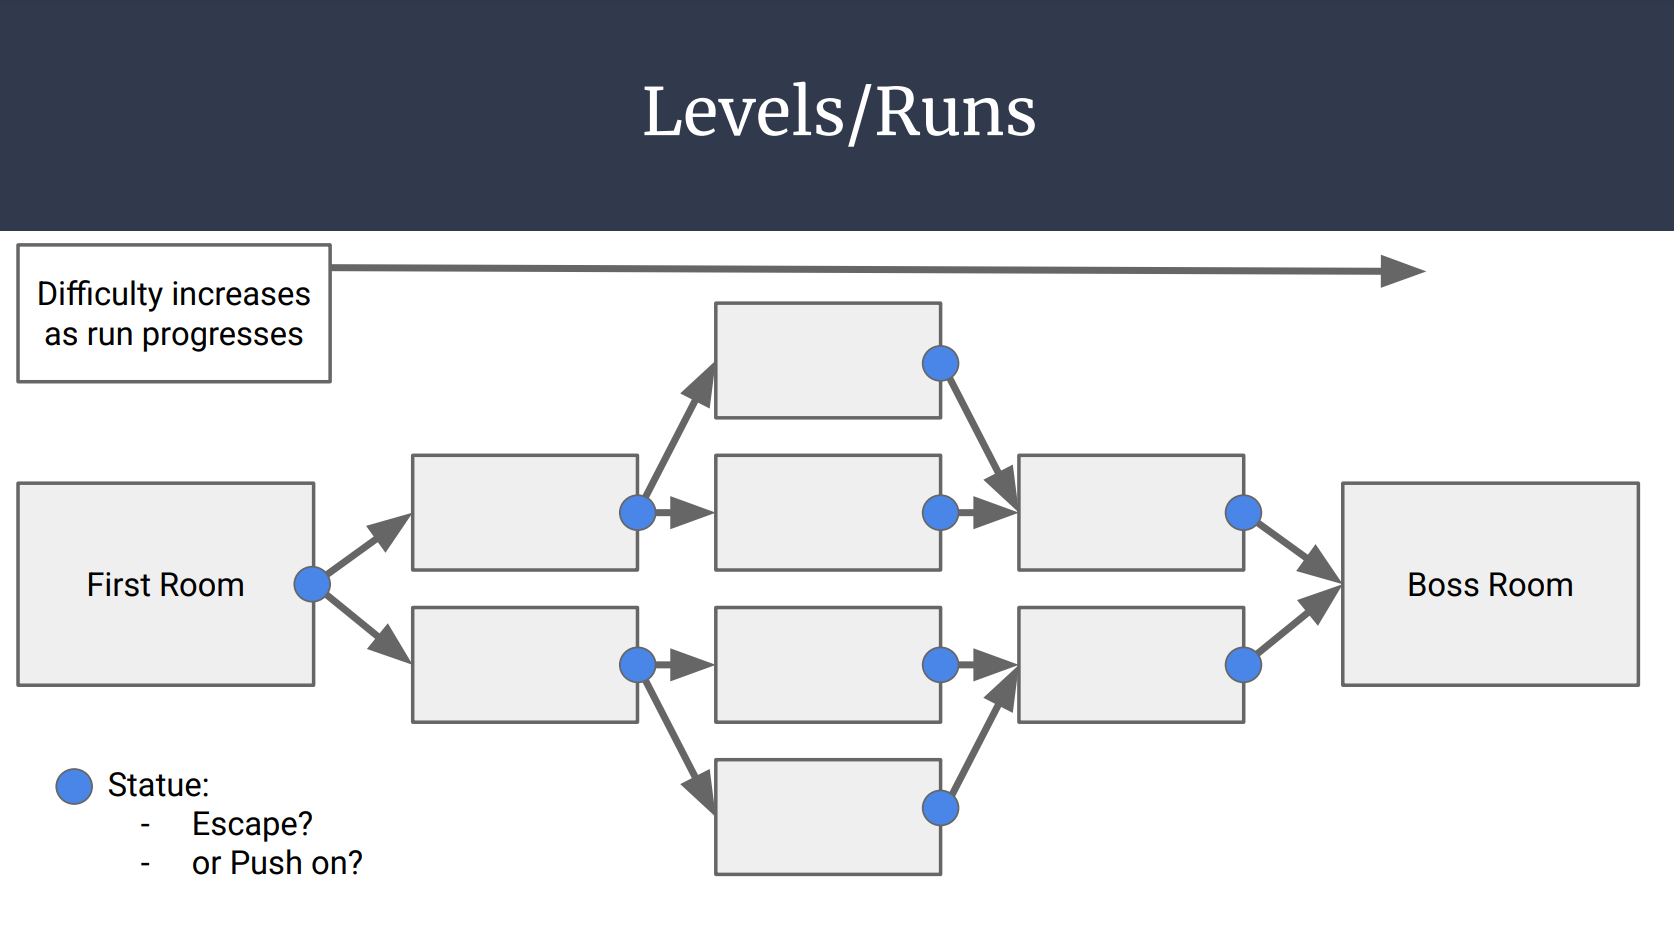 Levels/Runs
Difficulty increases
as run progresses
First Room
Boss Room
Statue:
- Escape?
- or Push on?